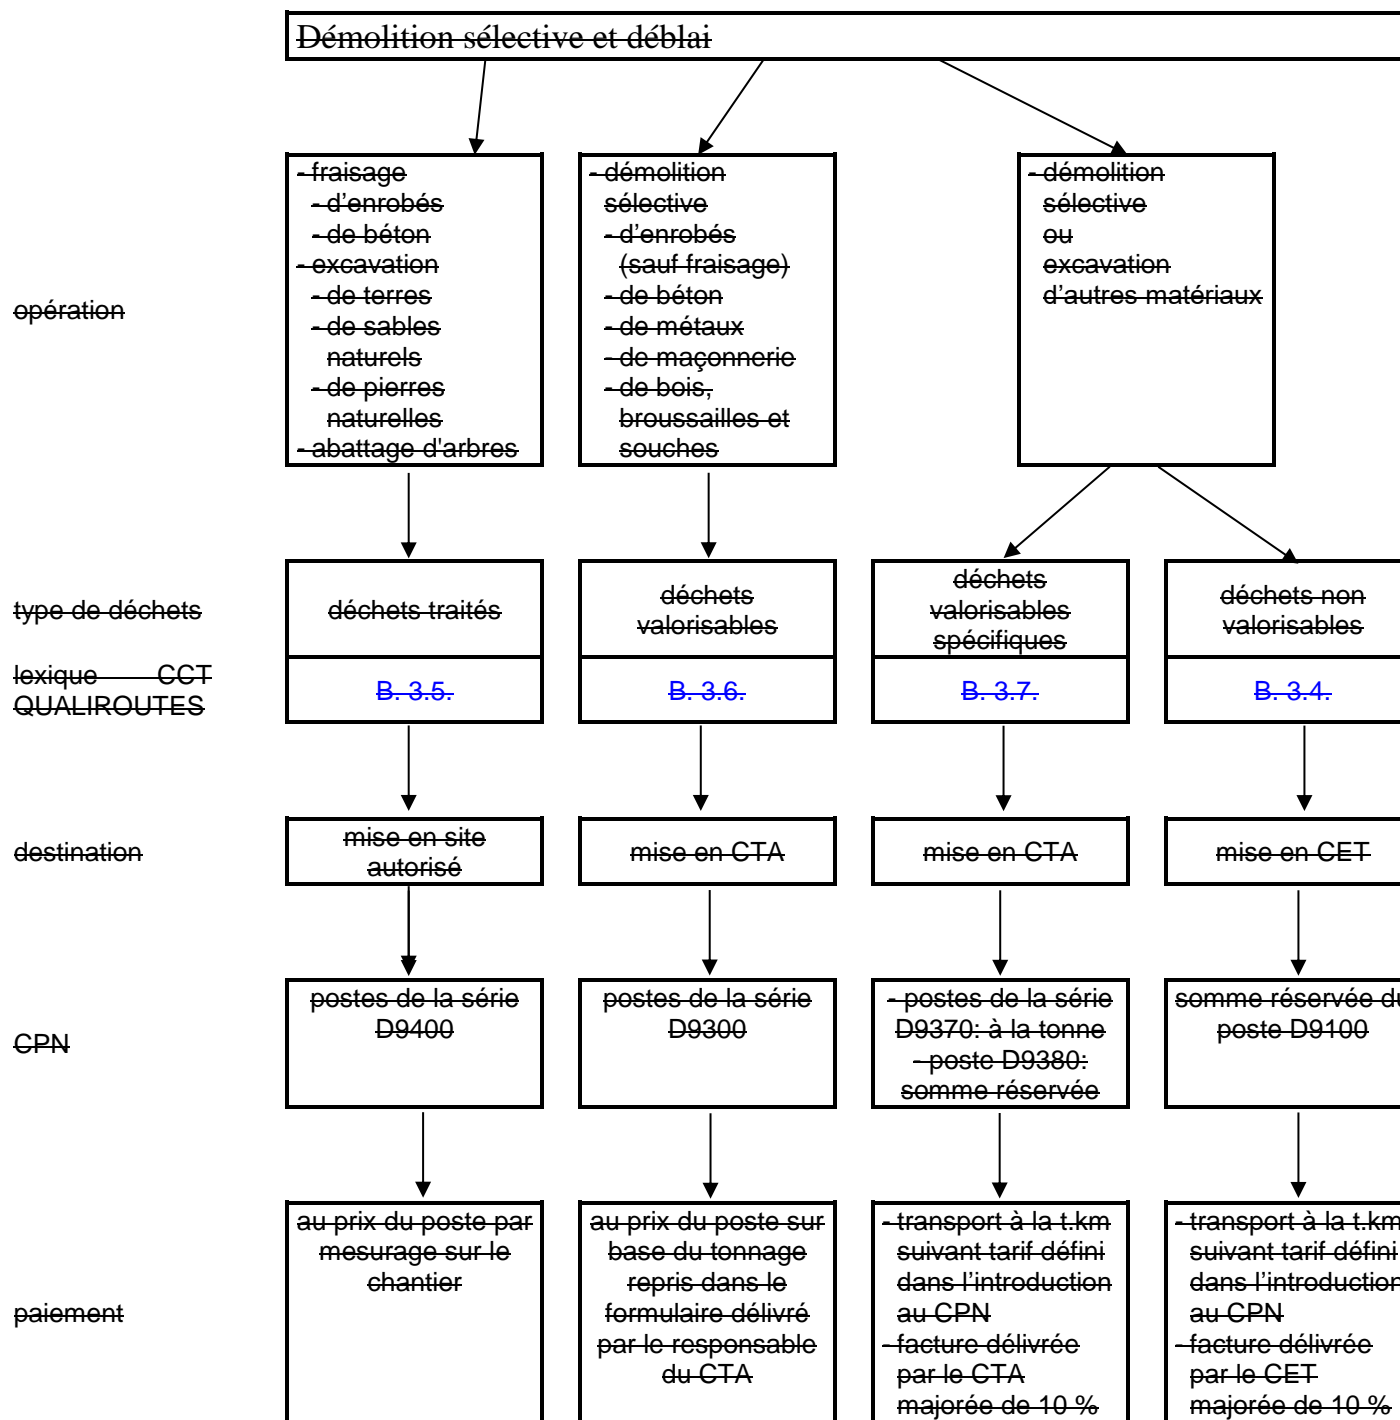 Démolition sélective et déblai
opération
- fraisage
- d'enrobés
- de béton
- excavation
- de terres
- de sables
naturels
- de pierres
naturelles
- abattage d'arbres
- démolition
sélective
- d'enrobés
(sauf fraisage)
- de béton
- de métaux
- de maçonnerie
- de bois,
broussailles et
souches
- démolition
sélective
ou
excavation
d'autres matériaux
type de déchets
déchets traités
déchets
valorisables
déchets
valorisables
spécifiques
déchets non
valorisables
lexique CCT
QUALIROUTES
B. 3.5.
B. 3.6.
B. 3.7.
B. 3.4.
destination
mise en site
autorisé
mise en CTA
mise en CTA
mise en CET
CPN
postes de la série
D9400
postes de la série
D9300
- postes de la série
D9370: à la tonne
- poste D9380:
somme réservée
somme réservée du
poste D9100
paiement
au prix du poste par
mesurage sur le
chantier
au prix du poste sur
base du tonnage
repris dans le
formulaire délivré
par le responsable
du CTA
- transport à la t.km
suivant tarif défini
dans l'introduction
au CPN
- facture délivrée
par le CTA
majorée de 10 %
- transport à la t.km
suivant tarif défini
dans l'introduction
au CPN
- facture délivrée
par le CET
majorée de 10 %